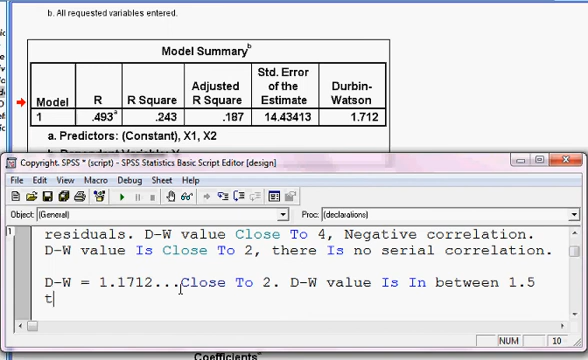 b. All requested variables entered.
Model Summaryb
Model R R Square Adjusted R Square Std. Error of the Estimate Durbin-Watson
1 .493a .243 .187 14.43413 1.712
a. Predictors: (Constant), X1, X2
Copyright. SPSS * (script) - SPSS Statistics Basic Script Editor [design]
File Edit View Macro Debug Sheet Help
Object: (General) Proc: (declarations)
1
residuals. D-W value Close To 4, Negative correlation.
D-W value Is Close To 2, there Is no serial correlation.
D-W = 1.1712...Close To 2. D-W value Is In between 1.5
t
NUM 10
Coefficients